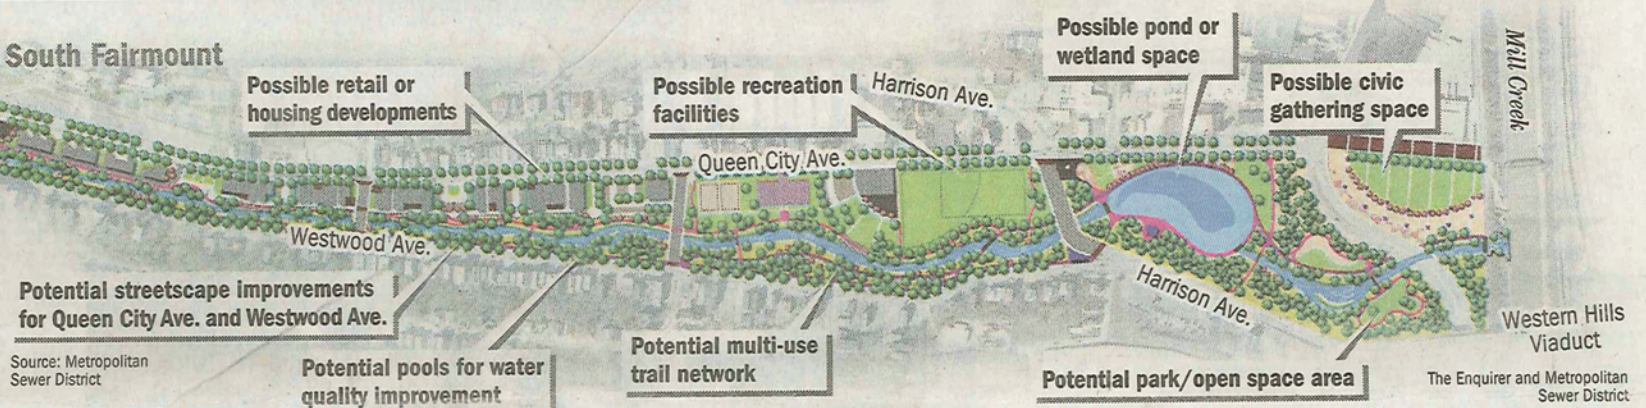 South Fairmount
Possible retail or
housing developments
Possible recreation
facilities
Harrison Ave.
Possible pond or
wetland space
Possible civic
gathering space
Mill Creek
Queen City Ave.
Westwood Ave.
Harrison Ave.
Potential streetscape improvements
for Queen City Ave. and Westwood Ave.
Potential pools for water
quality improvement
Potential multi-use
trail network
Potential park/open space area
Western Hills
Viaduct
Source: Metropolitan
Sewer District
The Enquirer and Metropolitan
Sewer District